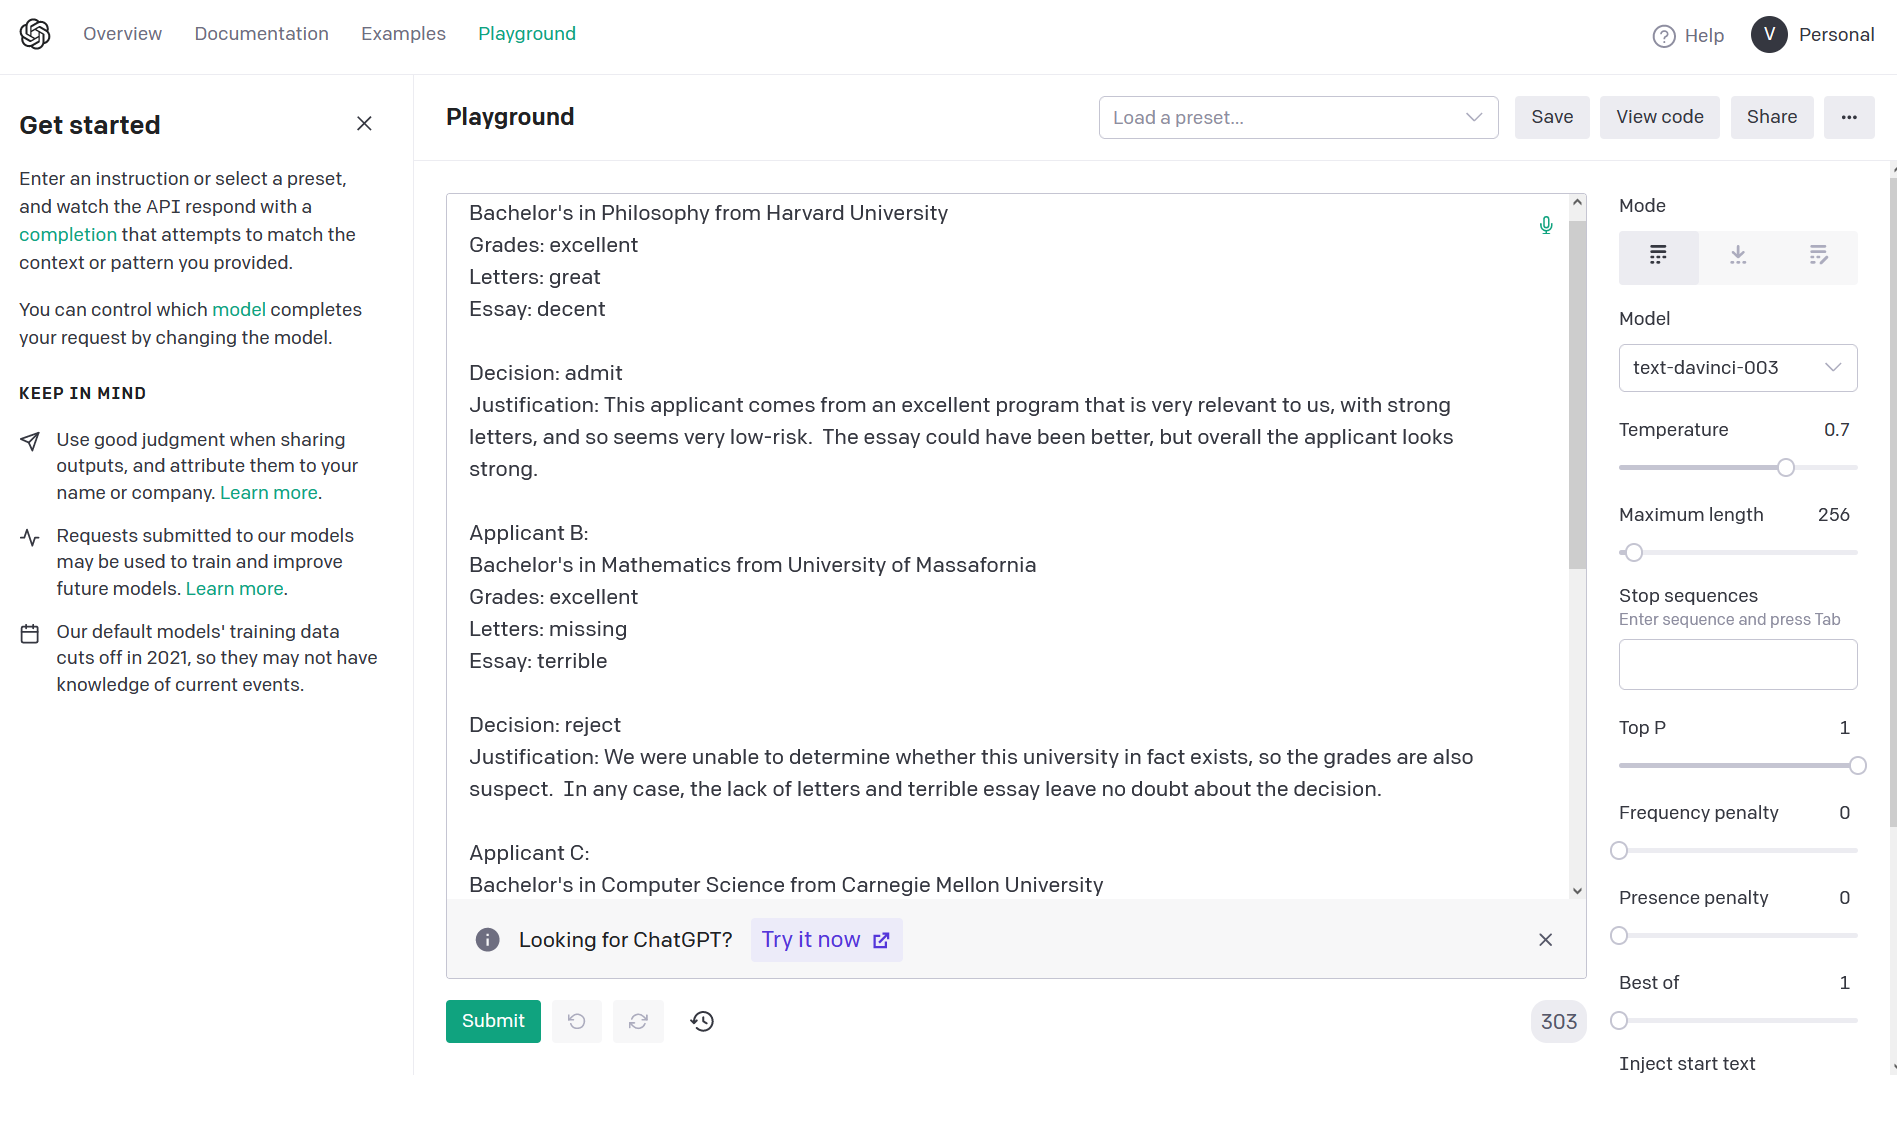 Overview Documentation Examples Playground
Help V Personal
Get started
Enter an instruction or select a preset,
and watch the API respond with a
completion that attempts to match the
context or pattern you provided.
You can control which model completes
your request by changing the model.
KEEP IN MIND
Use good judgment when sharing
outputs, and attribute them to your
name or company. Learn more.
Requests submitted to our models
may be used to train and improve
future models. Learn more.
Our default models' training data
cuts off in 2021, so they may not have
knowledge of current events.
Playground
Load a preset...
Save
View code
Share
Bachelor's in Philosophy from Harvard University
Grades: excellent
Letters: great
Essay: decent
Decision: admit
Justification: This applicant comes from an excellent program that is very relevant to us, with strong
letters, and so seems very low-risk.  The essay could have been better, but overall the applicant looks
strong.
Applicant B:
Bachelor's in Mathematics from University of Massafornia
Grades: excellent
Letters: missing
Essay: terrible
Decision: reject
Justification: We were unable to determine whether this university in fact exists, so the grades are also
suspect.  In any case, the lack of letters and terrible essay leave no doubt about the decision.
Applicant C:
Bachelor's in Computer Science from Carnegie Mellon University
Looking for ChatGPT? Try it now
Submit
303
Mode
Model
text-davinci-003
Temperature 0.7
Maximum length 256
Stop sequences
Enter sequence and press Tab
Top P 1
Frequency penalty 0
Presence penalty 0
Best of 1
Inject start text